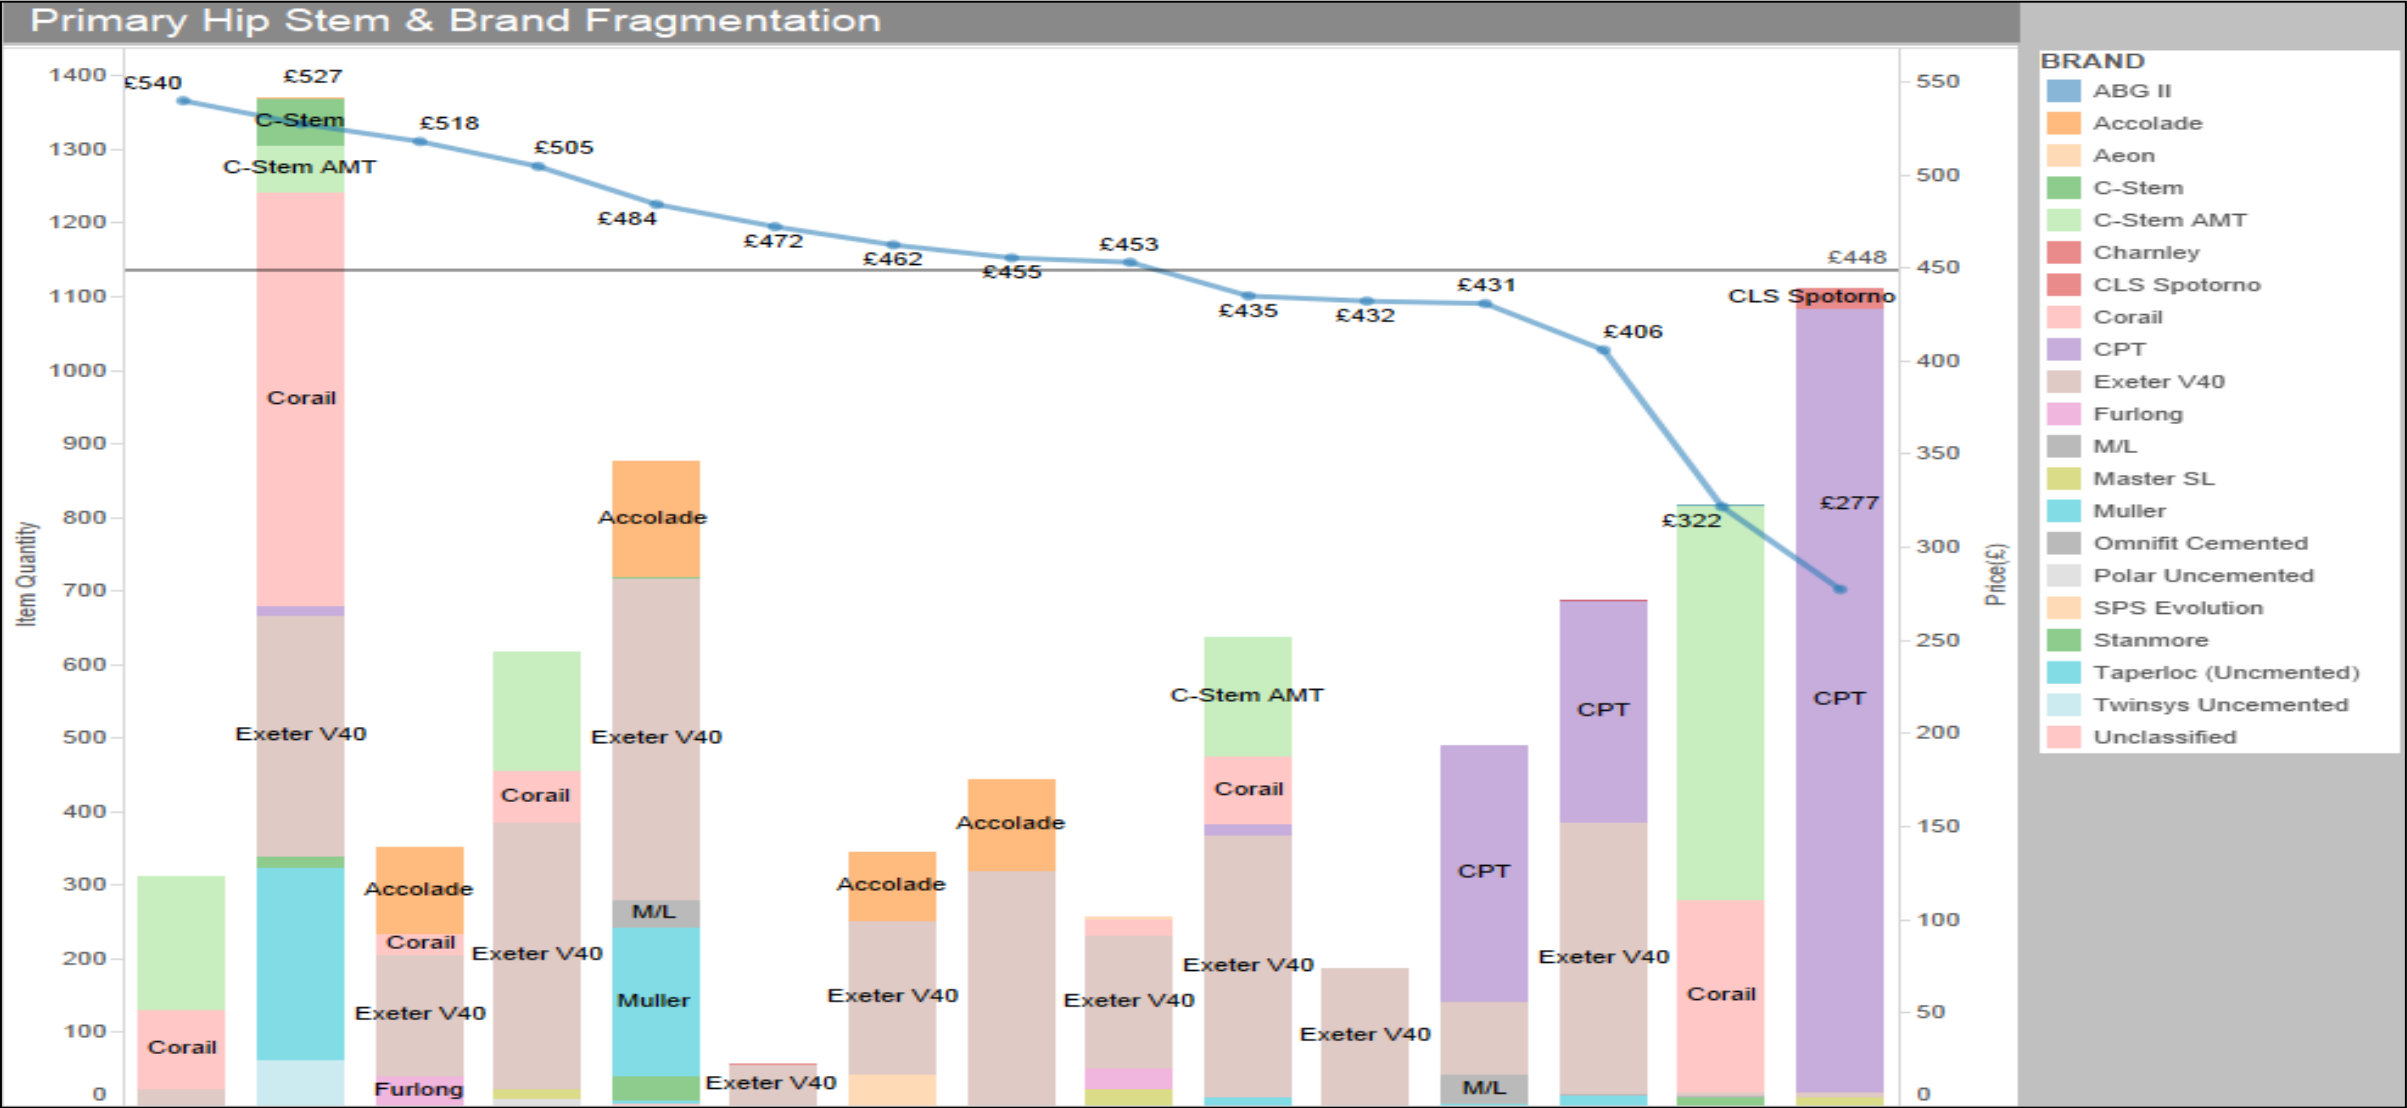 Primary Hip Stem & Brand Fragmentation
1400
1300
1200
1100
1000
900
800
700
600
500
400
300
200
100
0
Item Quantity
£540
£527
£518
£505
£484
£472
£462
£455
£453
£435
£432
£431
£406
£322
£277
£448
Corail
C-Stem
C-Stem AMT
Corail
Exeter V40
Accolade
Corail
Exeter V40
Furlong
Corail
Exeter V40
Accolade
Exeter V40
M/L
Muller
Exeter V40
Accolade
Exeter V40
Accolade
Exeter V40
C-Stem AMT
Corail
Exeter V40
Exeter V40
CPT
M/L
CPT
Exeter V40
Corail
CLS Spotorno
CPT
550
500
450
400
350
300
250
200
150
100
50
0
Price(£)
BRAND
ABG II
Accolade
Aeon
C-Stem
C-Stem AMT
Charnley
CLS Spotorno
Corail
CPT
Exeter V40
Furlong
M/L
Master SL
Muller
Omnifit Cemented
Polar Uncemented
SPS Evolution
Stanmore
Taperloc (Uncmented)
Twinsys Uncemented
Unclassified